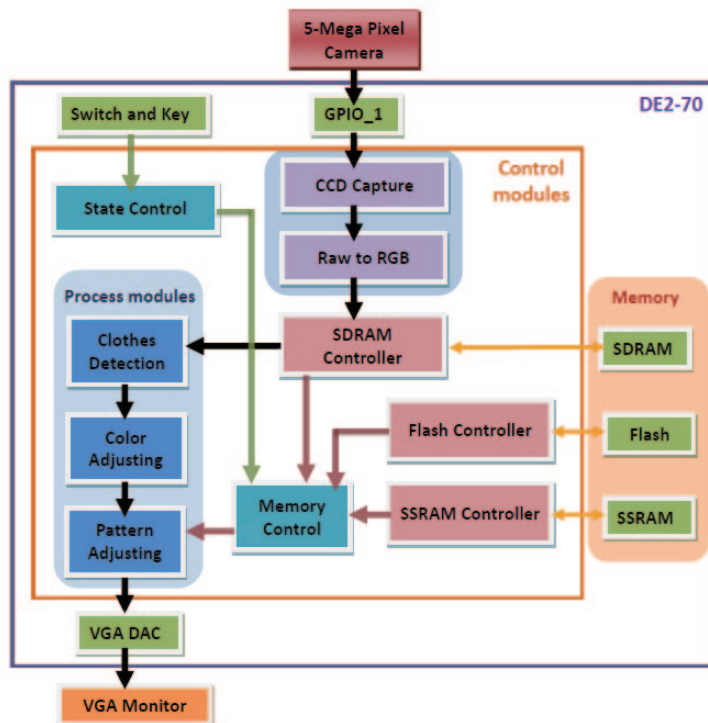 5-Mega Pixel
Camera
DE2-70
Switch and Key
GPIO_1
Control
modules
CCD Capture
State Control
Raw to RGB
Process modules
Memory
SDRAM
Controller
SDRAM
Clothes
Detection
Flash Controller
Flash
Color
Adjusting
Memory
Control
SSRAM Controller
SSRAM
Pattern
Adjusting
VGA DAC
VGA Monitor